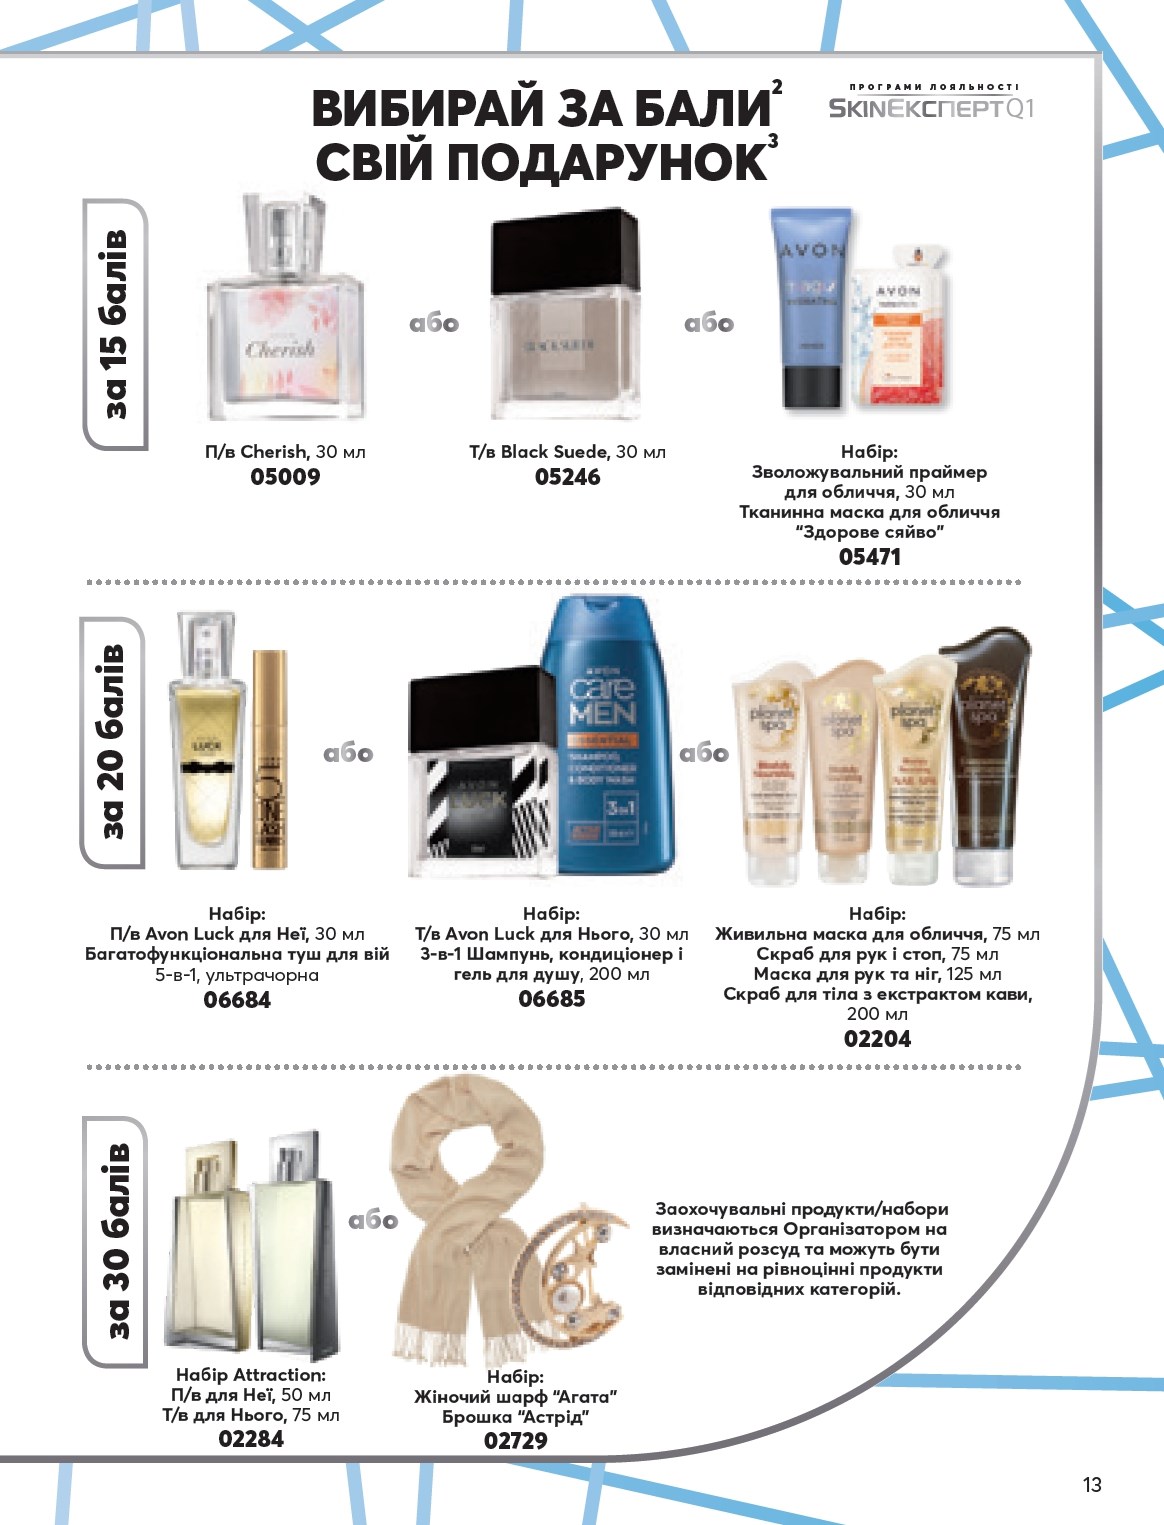 ВИБИРАЙ ЗА БАЛИ²
СВІЙ ПОДАРУНОК³
ПРОГРАМИ ЛОЯЛЬНОСТІ
SKINЕКСПЕРТ Q1
за 15 балів
Cherish
або
BLACK SUEDE
або
AVON
AVON
П/в Cherish, 30 мл
05009
Т/в Black Suede, 30 мл
05246
Набір:
Зволожувальний праймер
для обличчя, 30 мл
Тканинна маска для обличчя
“Здорове сяйво”
05471
за 20 балів
LUCK
або
AVON
LUCK
AVON
care
MEN
ESSENTIAL
SHAMPOO,
CONDITIONER
& BODY WASH
3in1
або
planet
spa
planet
spa
planet
spa
planet
spa
Набір:
П/в Avon Luck для Неї, 30 мл
Багатофункціональна туш для вій
5-в-1, ультрачорна
06684
Набір:
Т/в Avon Luck для Нього, 30 мл
3-в-1 Шампунь, кондиціонер і
гель для душу, 200 мл
06685
Набір:
Живильна маска для обличчя, 75 мл
Скраб для рук і стоп, 75 мл
Маска для рук та ніг, 125 мл
Скраб для тіла з екстрактом кави,
200 мл
02204
за 30 балів
або
Набір Attraction:
П/в для Неї, 50 мл
Т/в для Нього, 75 мл
02284
Набір:
Жіночий шарф “Агата”
Брошка “Астрід”
02729
Заохочувальні продукти/набори
визначаються Організатором на
власний розсуд та можуть бути
замінені на рівноцінні продукти
відповідних категорій.
13